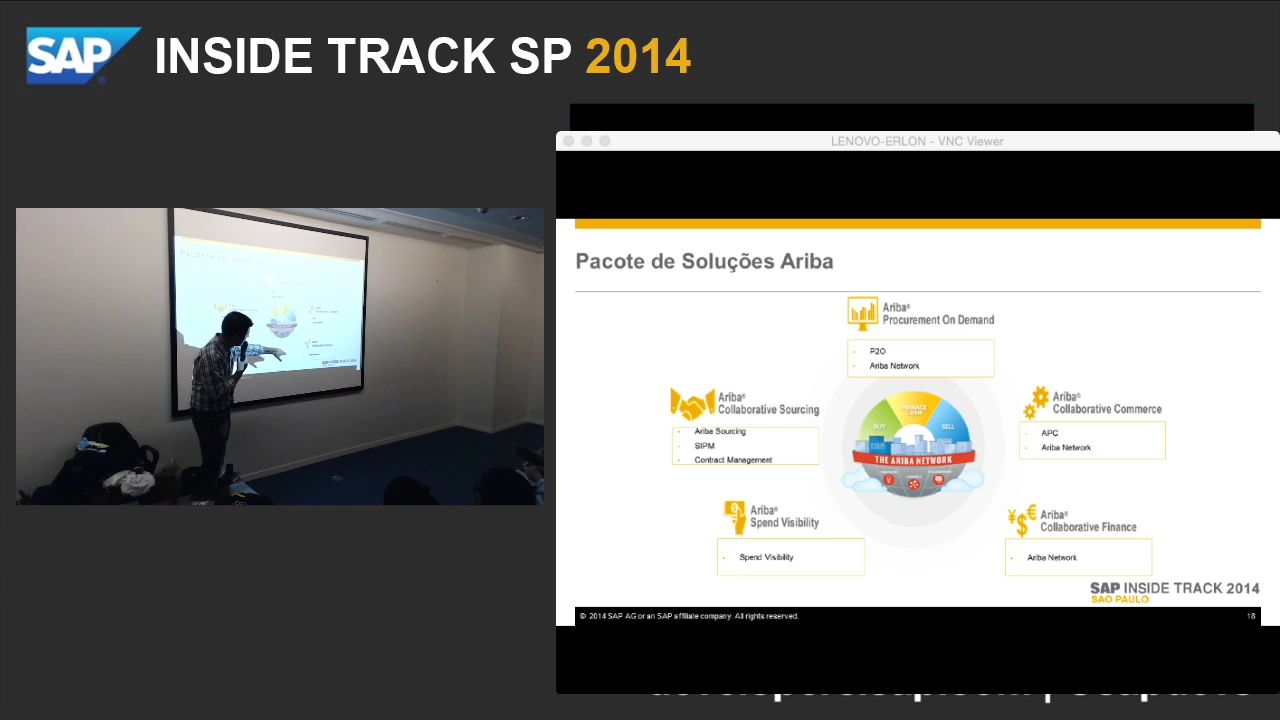 SAP
INSIDE TRACK SP 2014
LENOVO-ERLON - VNC Viewer
Pacote de Soluções Ariba
Ariba®
Procurement On Demand
P2O
Ariba Network
Ariba®
Collaborative Sourcing
Ariba Sourcing
SIPM
Contract Management
Ariba®
Collaborative Commerce
APC
Ariba Network
MANAGE
CASH
BUY
SELL
THE ARIBA NETWORK
Ariba®
Spend Visibility
Spend Visibility
Ariba®
Collaborative Finance
Ariba Network
SAP INSIDE TRACK 2014
SAO PAULO
© 2014 SAP AG or an SAP affiliate company. All rights reserved.
18